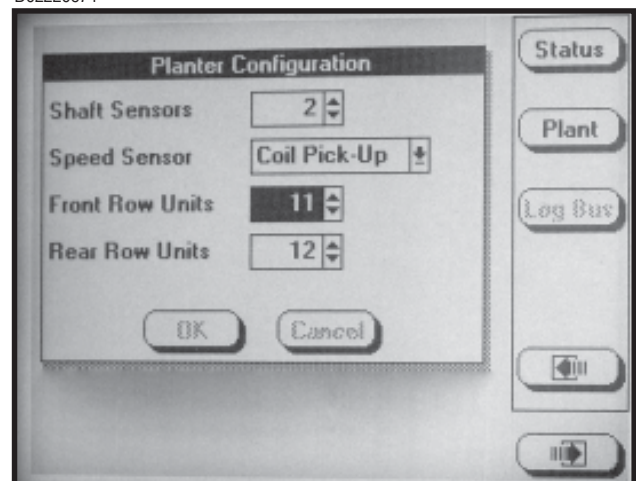 Planter Configuration
Shaft Sensors 2
Speed Sensor Coil Pick-Up
Front Row Units 11
Rear Row Units 12
OK Cancel
Status
Plant
Log Bus